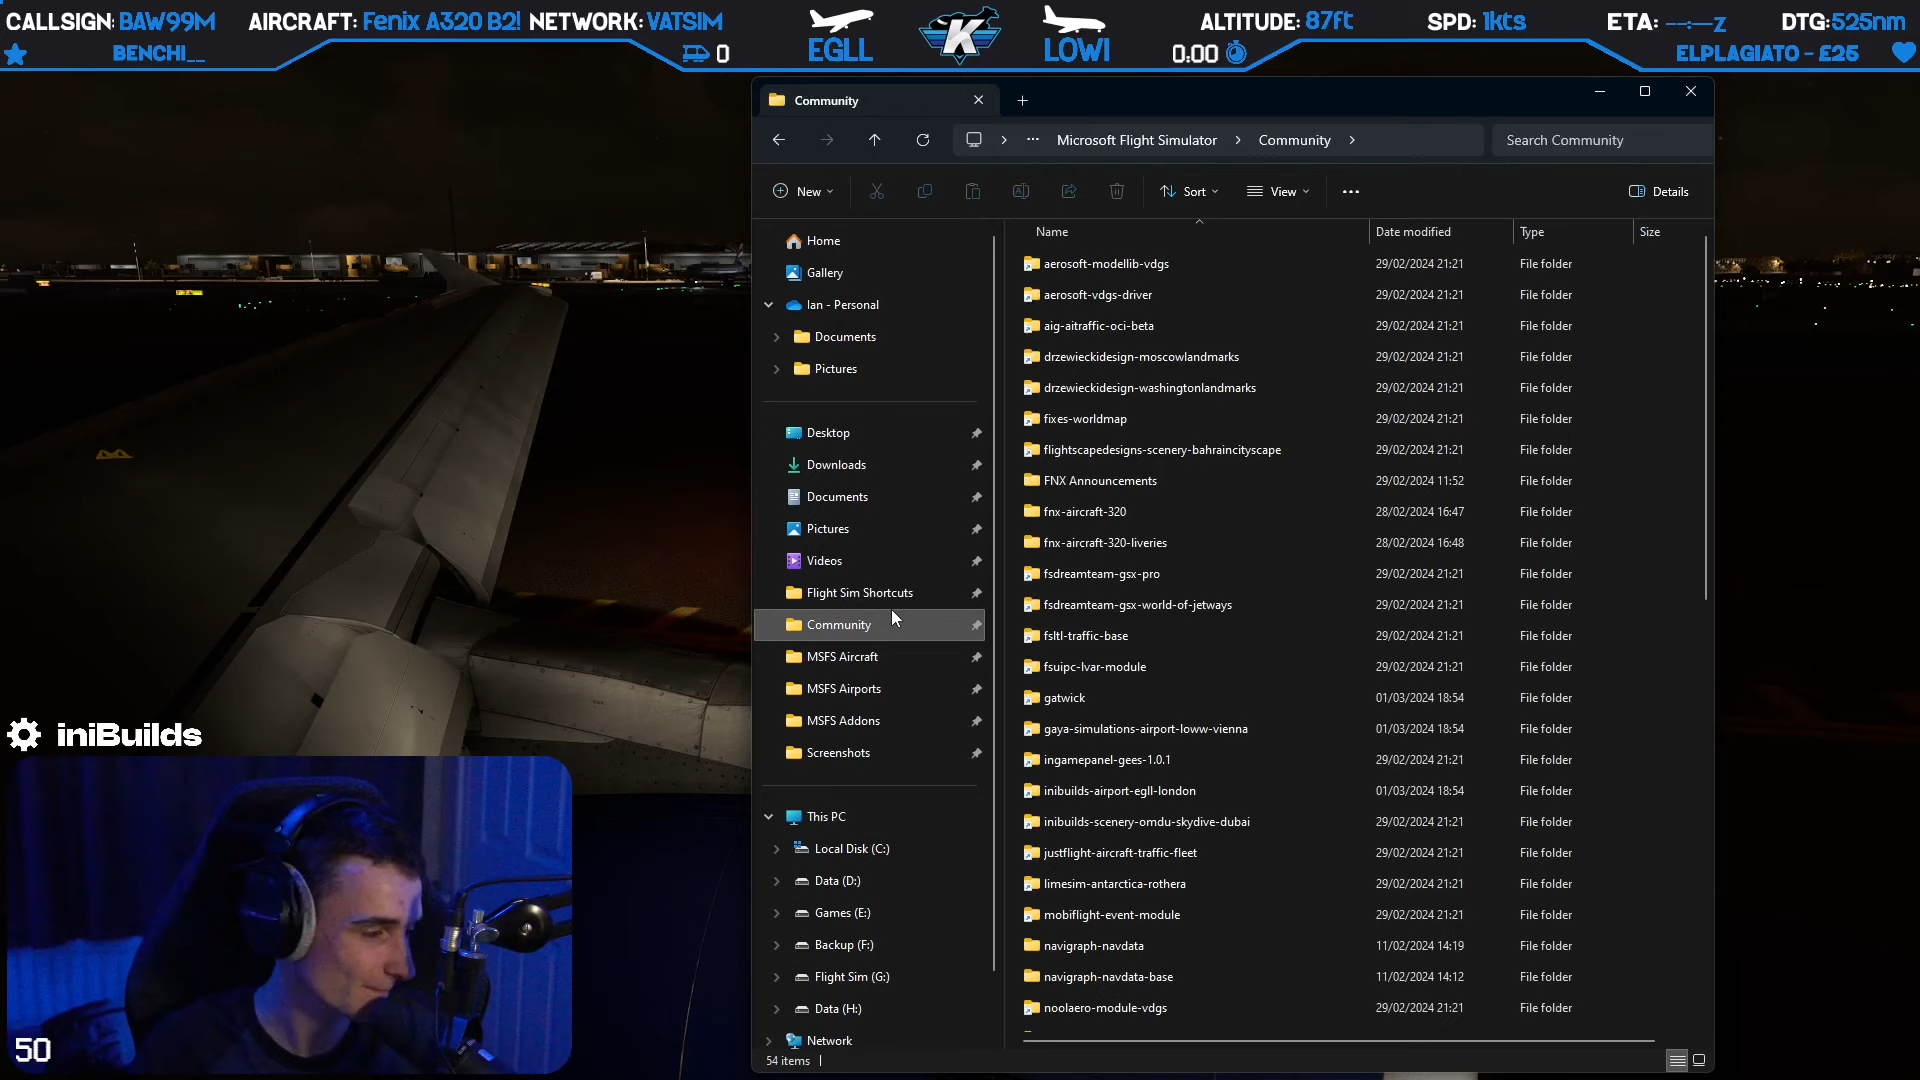 CALLSIGN: BAW99M AIRCRAFT: Fenix A320 B2! NETWORK: VATSIM ALTITUDE: 87ft SPD: 1kts ETA: --:--z DTG:525nm
BENCHI__ 0 EGLL K LOWI 0:00 ELPLAGIATO - £25
Community
Microsoft Flight Simulator Community Search Community
New Sort View Details
Name Date modified Type Size
Home
Gallery
Ian - Personal
Documents
Pictures
Desktop
Downloads
Documents
Pictures
Videos
Flight Sim Shortcuts
Community
MSFS Aircraft
MSFS Airports
MSFS Addons
Screenshots
This PC
Local Disk (C:)
Data (D:)
Games (E:)
Backup (F:)
Flight Sim (G:)
Data (H:)
Network
aerosoft-modellib-vdgs 29/02/2024 21:21 File folder
aerosoft-vdgs-driver 29/02/2024 21:21 File folder
aig-aitraffic-oci-beta 29/02/2024 21:21 File folder
drzewieckidesign-moscowlandmarks 29/02/2024 21:21 File folder
drzewieckidesign-washingtonlandmarks 29/02/2024 21:21 File folder
fixes-worldmap 29/02/2024 21:21 File folder
flightscapedesigns-scenery-bahraincityscape 29/02/2024 21:21 File folder
FNX Announcements 29/02/2024 11:52 File folder
fnx-aircraft-320 28/02/2024 16:47 File folder
fnx-aircraft-320-liveries 28/02/2024 16:48 File folder
fsdreamteam-gsx-pro 29/02/2024 21:21 File folder
fsdreamteam-gsx-world-of-jetways 29/02/2024 21:21 File folder
fsltl-traffic-base 29/02/2024 21:21 File folder
fsuipc-lvar-module 29/02/2024 21:21 File folder
gatwick 01/03/2024 18:54 File folder
gaya-simulations-airport-loww-vienna 01/03/2024 18:54 File folder
ingamepanel-gees-1.0.1 29/02/2024 21:21 File folder
inibuilds-airport-egll-london 01/03/2024 18:54 File folder
inibuilds-scenery-omdu-skydive-dubai 29/02/2024 21:21 File folder
justflight-aircraft-traffic-fleet 29/02/2024 21:21 File folder
limesim-antarctica-rothera 29/02/2024 21:21 File folder
mobiflight-event-module 29/02/2024 21:21 File folder
navigraph-navdata 11/02/2024 14:19 File folder
navigraph-navdata-base 11/02/2024 14:12 File folder
noolaero-module-vdgs 29/02/2024 21:21 File folder
54 items
iniBuilds
50